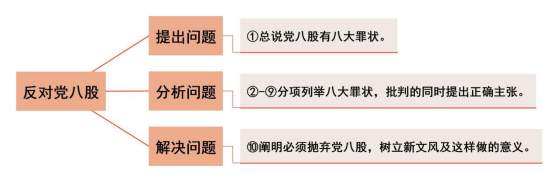 反对党八股
提出问题
①总说党八股有八大罪状。
分析问题
②-⑨分项列举八大罪状，批判的同时提出正确主张。
解决问题
⑩阐明必须抛弃党八股，树立新文风及这样做的意义。